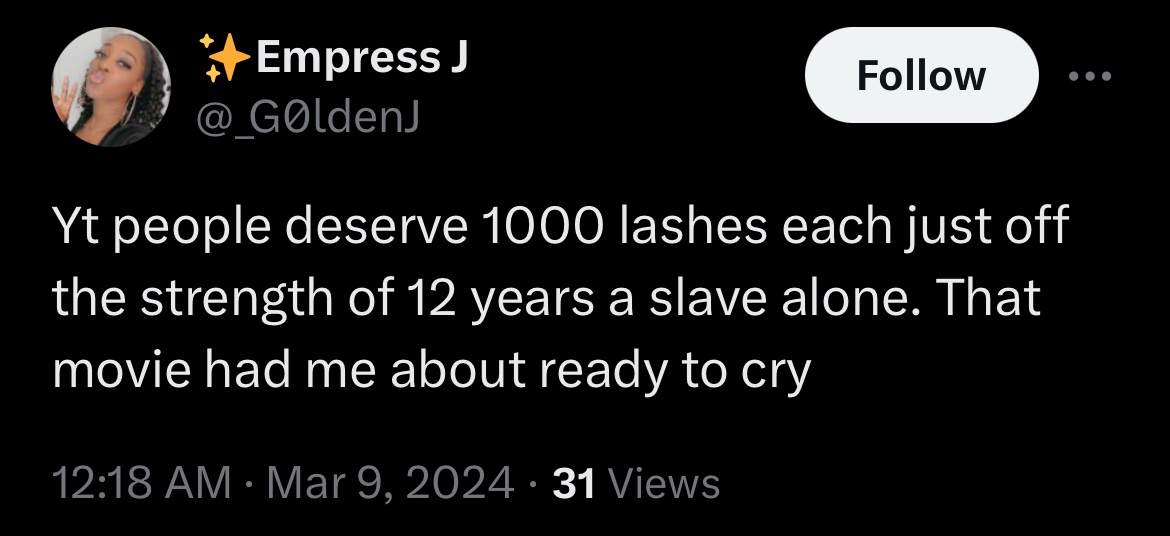 ✨Empress J
@_G0ldenJ
Follow
Yt people deserve 1000 lashes each just off
the strength of 12 years a slave alone. That
movie had me about ready to cry
12:18 AM · Mar 9, 2024 · 31 Views